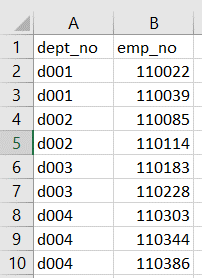 A B
1 dept_no emp_no
2 d001 110022
3 d001 110039
4 d002 110085
5 d002 110114
6 d003 110183
7 d003 110228
8 d004 110303
9 d004 110344
10 d004 110386